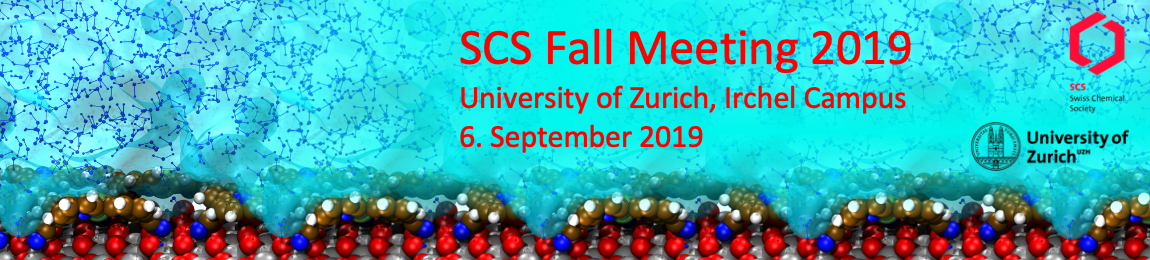 SCS Fall Meeting 2019
University of Zurich, Irchel Campus
6. September 2019
SCS
Swiss Chemical
Society
University of
Zurich UZH